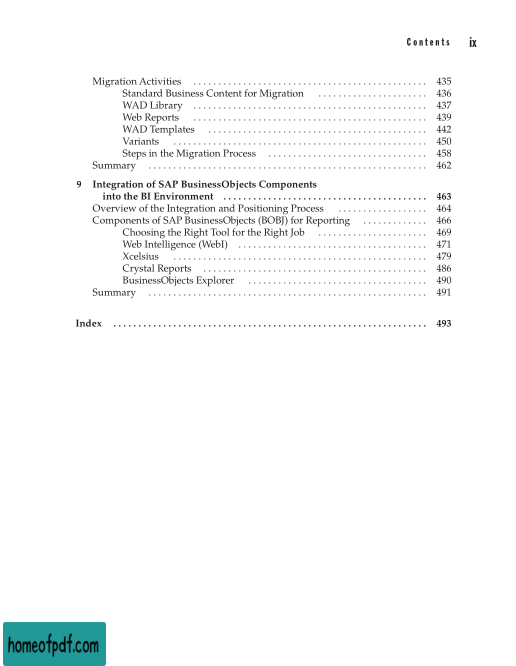 Contents ix
Migration Activities . . . . . . . . . . . . . . . . . . . . . . . . . . . . . . . . . . . . . . . . . . . . . . . 435
Standard Business Content for Migration . . . . . . . . . . . . . . . . . . . . . . 436
WAD Library . . . . . . . . . . . . . . . . . . . . . . . . . . . . . . . . . . . . . . . . . . . . . . . 437
Web Reports . . . . . . . . . . . . . . . . . . . . . . . . . . . . . . . . . . . . . . . . . . . . . . . 439
WAD Templates . . . . . . . . . . . . . . . . . . . . . . . . . . . . . . . . . . . . . . . . . . . . 442
Variants . . . . . . . . . . . . . . . . . . . . . . . . . . . . . . . . . . . . . . . . . . . . . . . . . . . 450
Steps in the Migration Process . . . . . . . . . . . . . . . . . . . . . . . . . . . . . . . . 458
Summary . . . . . . . . . . . . . . . . . . . . . . . . . . . . . . . . . . . . . . . . . . . . . . . . . . . . . . . . 462
9 Integration of SAP BusinessObjects Components
into the BI Environment . . . . . . . . . . . . . . . . . . . . . . . . . . . . . . . . . . . . . . . . . 463
Overview of the Integration and Positioning Process . . . . . . . . . . . . . . . . . . 464
Components of SAP BusinessObjects (BOBJ) for Reporting . . . . . . . . . . . . . 466
Choosing the Right Tool for the Right Job . . . . . . . . . . . . . . . . . . . . . . 469
Web Intelligence (WebI) . . . . . . . . . . . . . . . . . . . . . . . . . . . . . . . . . . . . . . 471
Xcelsius . . . . . . . . . . . . . . . . . . . . . . . . . . . . . . . . . . . . . . . . . . . . . . . . . . . 479
Crystal Reports . . . . . . . . . . . . . . . . . . . . . . . . . . . . . . . . . . . . . . . . . . . . . 486
BusinessObjects Explorer . . . . . . . . . . . . . . . . . . . . . . . . . . . . . . . . . . . . 490
Summary . . . . . . . . . . . . . . . . . . . . . . . . . . . . . . . . . . . . . . . . . . . . . . . . . . . . . . . . 491
Index . . . . . . . . . . . . . . . . . . . . . . . . . . . . . . . . . . . . . . . . . . . . . . . . . . . . . . . . . . . . . . . 493
homeofpdf.com